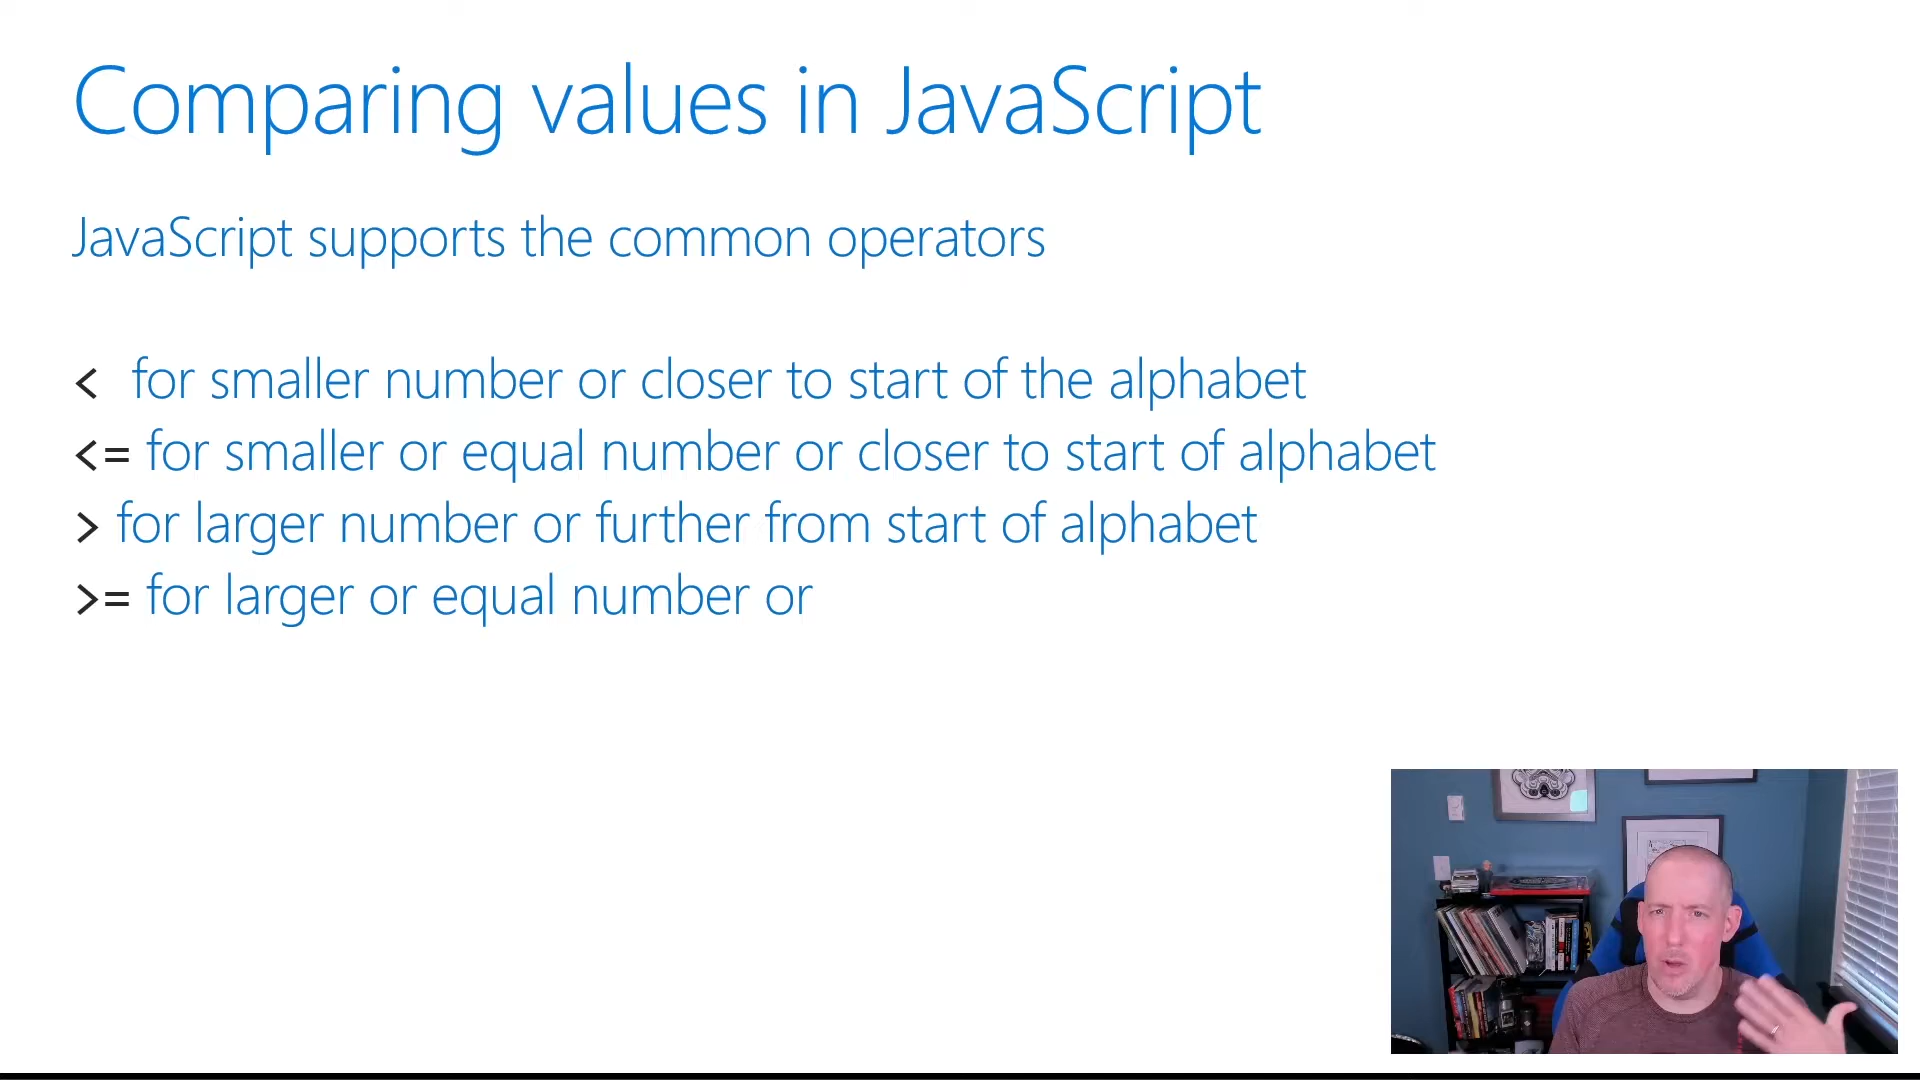 Comparing values in JavaScript
JavaScript supports the common operators
< for smaller number or closer to start of the alphabet
<= for smaller or equal number or closer to start of alphabet
> for larger number or further from start of alphabet
>= for larger or equal number or